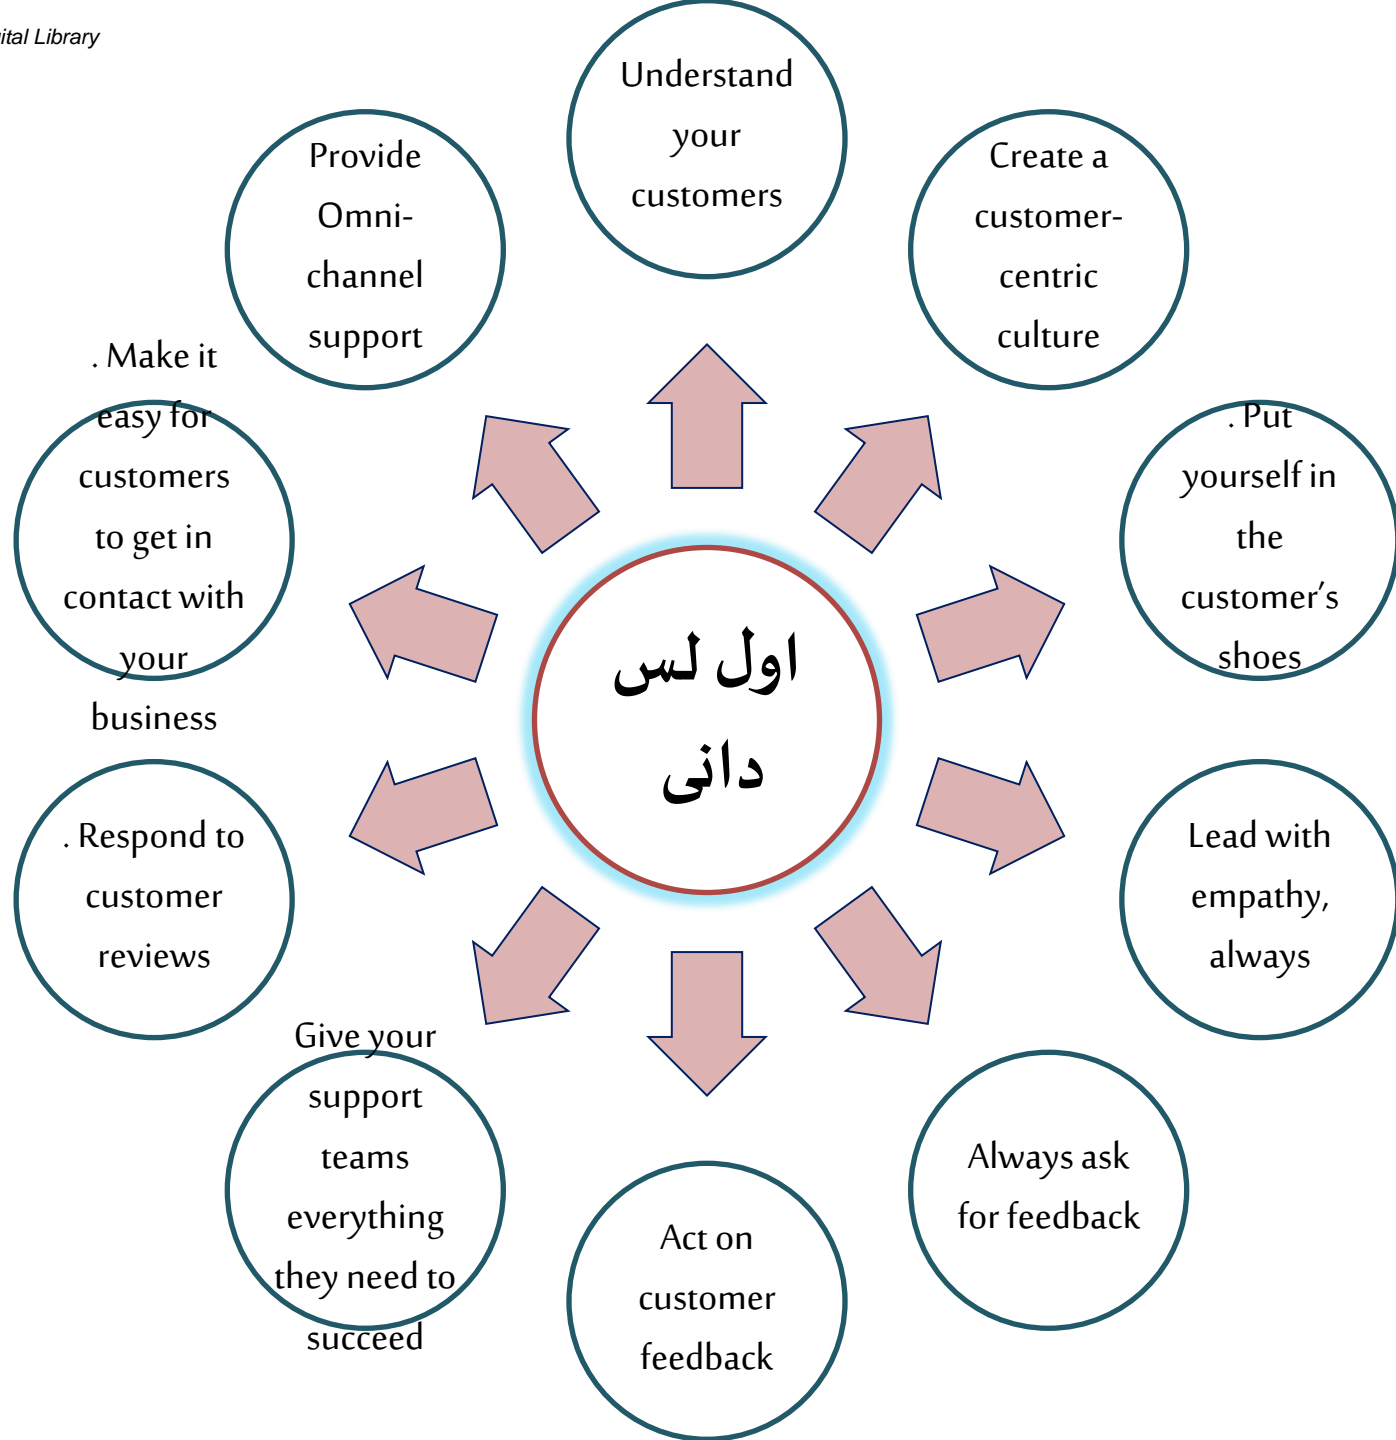 ital Library
Understand
your
customers
Create a
customer-
centric
culture
. Put
yourself in
the
customer’s
shoes
Lead with
empathy,
always
Always ask
for feedback
Act on
customer
feedback
Give your
support
teams
everything
they need to
succeed
. Respond to
customer
reviews
. Make it
easy for
customers
to get in
contact with
your
business
Provide
Omni-
channel
support
اول لس
دانی